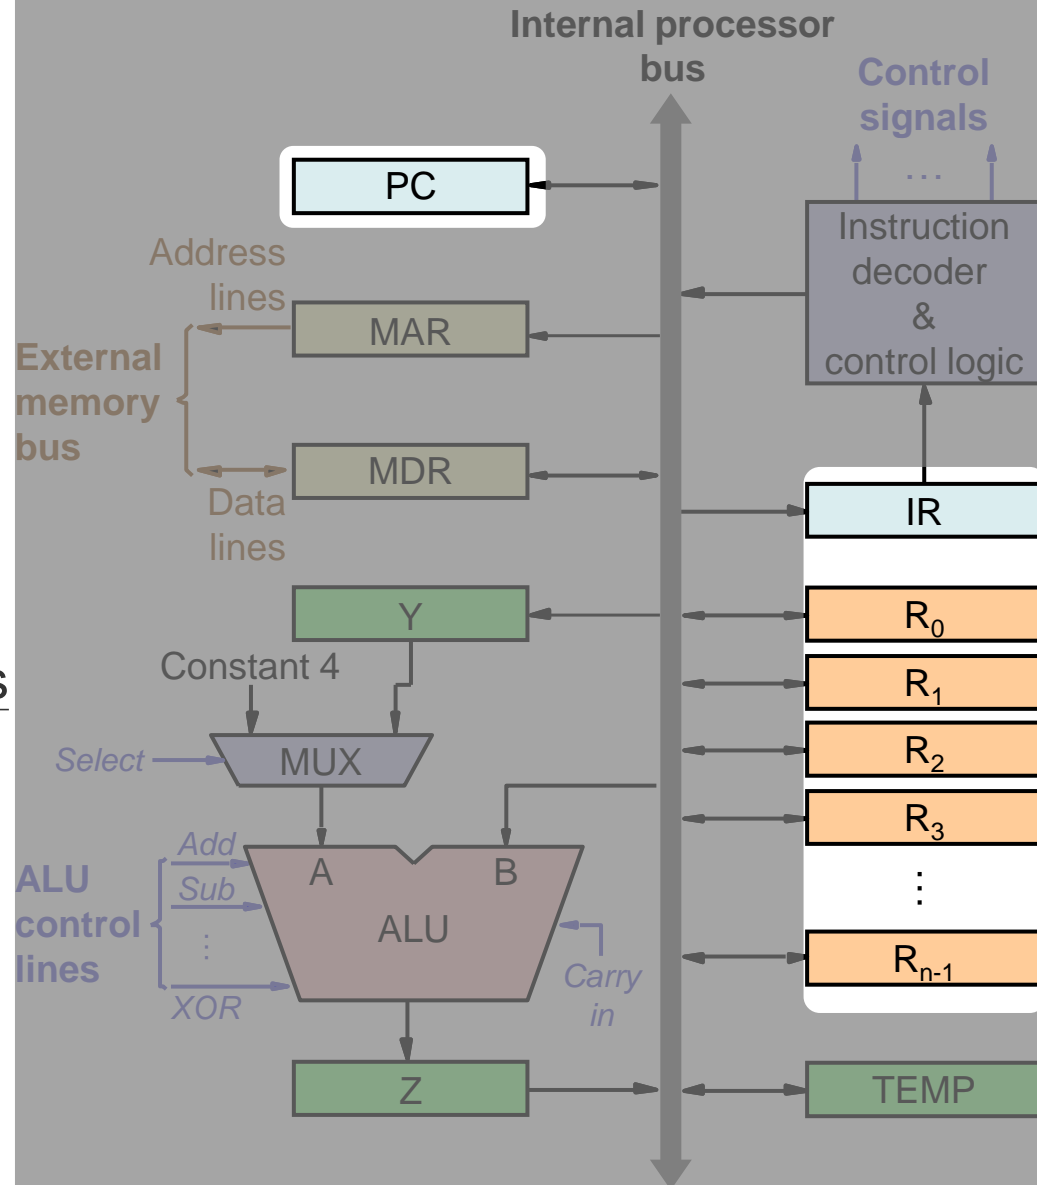 Internal processor
bus
Control
signals
...
PC
Instruction
decoder
&
control logic
Address
lines
MAR
External
memory
bus
MDR
Data
lines
IR
Y
R0
Constant 4
R1
s
Select
MUX
R2
R3
Add
A
B
ALU
control
lines
Sub
⋮
ALU
⋮
XOR
Carry
in
Rn-1
Z
TEMP